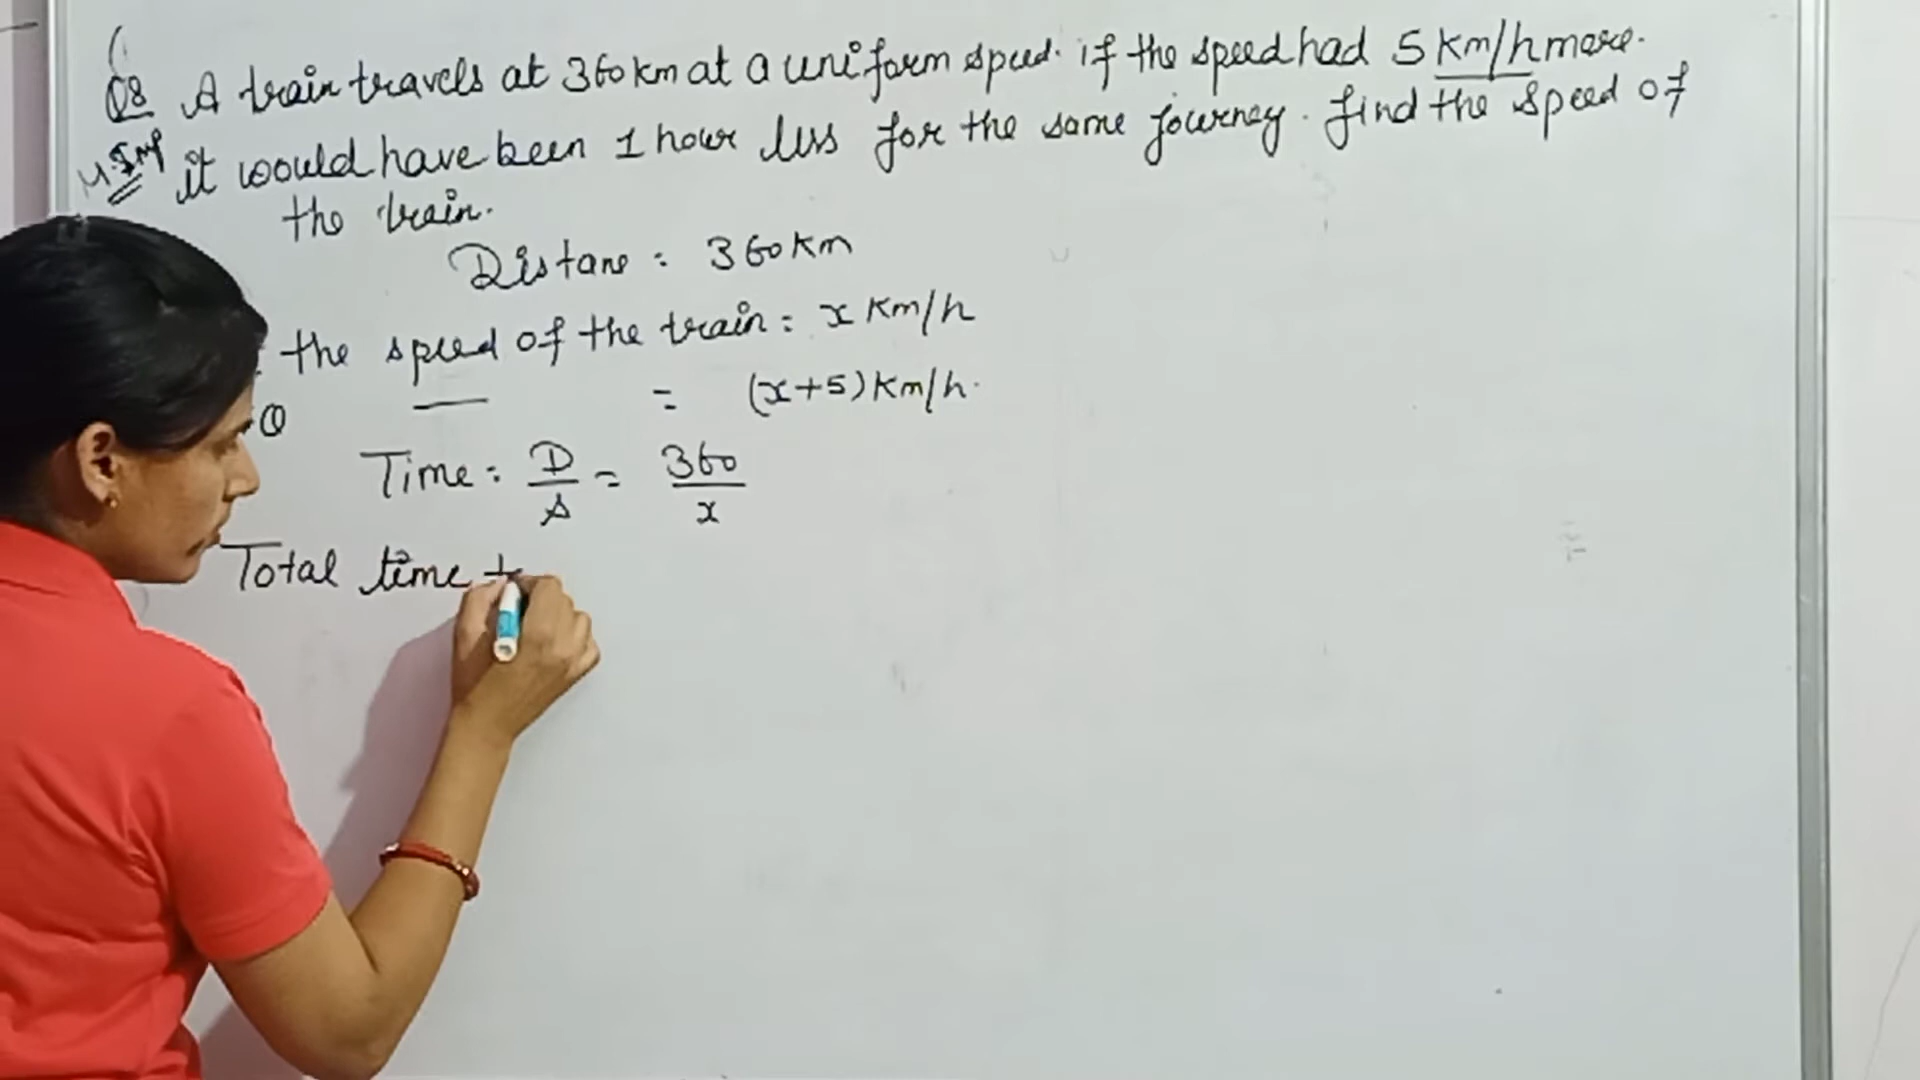 Q8 A train travels at 360 km at a uniform speed. if the speed had 5 km/h more.
M.Imp it would have been 1 hour less for the same journey. find the speed of
the train.
Distane = 360 km
the speed of the train = x km/h
= (x+5) km/h.
Time = D/s = 360/x
Total time t